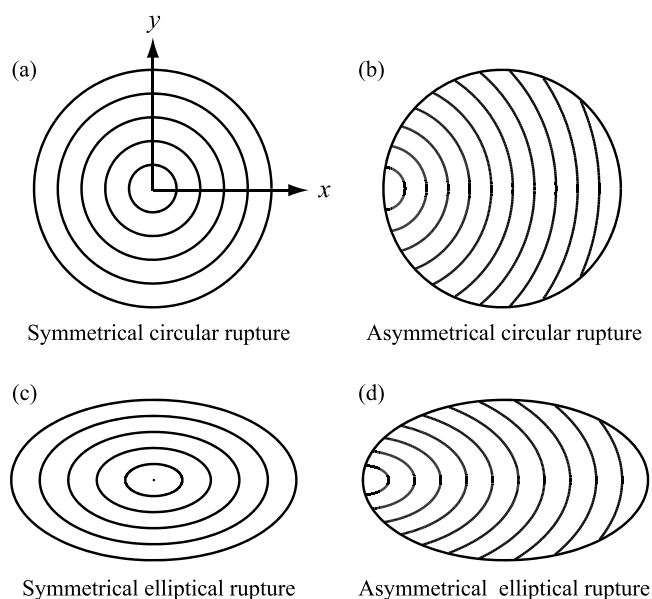 y
(a)
(b)
x
Symmetrical circular rupture
Asymmetrical circular rupture
(c)
(d)
Symmetrical elliptical rupture
Asymmetrical elliptical rupture